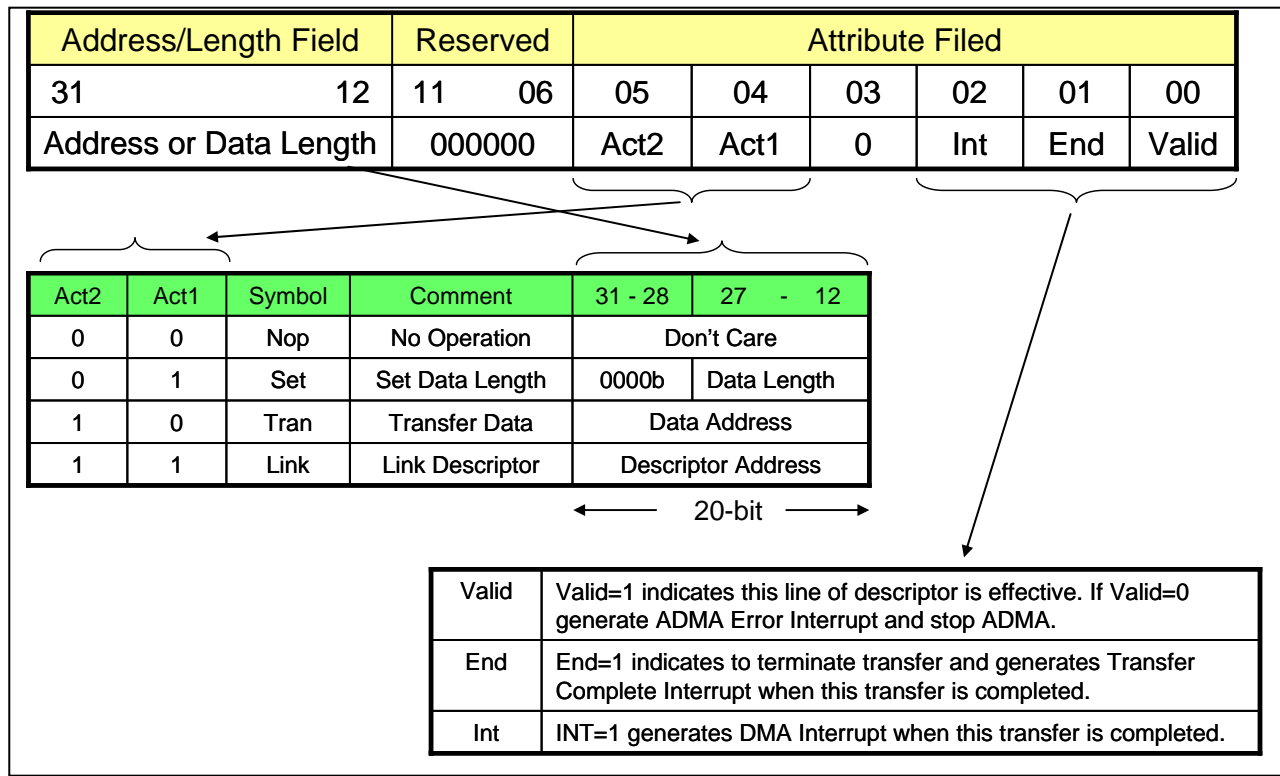 Address/Length Field Reserved Attribute Filed
31 12 11 06 05 04 03 02 01 00
Address or Data Length 000000 Act2 Act1 0 Int End Valid
Act2 Act1 Symbol Comment 31 - 28 27 - 12
0 0 Nop No Operation Don't Care
0 1 Set Set Data Length 0000b Data Length
1 0 Tran Transfer Data Data Address
1 1 Link Link Descriptor Descriptor Address
20-bit
Valid Valid=1 indicates this line of descriptor is effective. If Valid=0
generate ADMA Error Interrupt and stop ADMA.
End End=1 indicates to terminate transfer and generates Transfer
Complete Interrupt when this transfer is completed.
Int INT=1 generates DMA Interrupt when this transfer is completed.